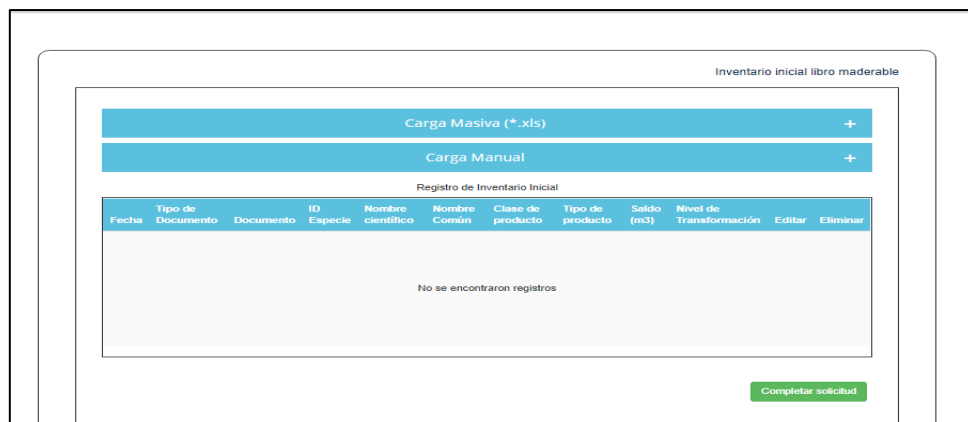 Inventario inicial libro maderable
Carga Masiva (*.xls) +
Carga Manual +
Registro de Inventario Inicial
Fecha Tipo de Documento Documento ID Especie Nombre científico Nombre Común Clase de producto Tipo de producto Saldo (m3) Nivel de Transformación Editar Eliminar
No se encontraron registros
Completar solicitud